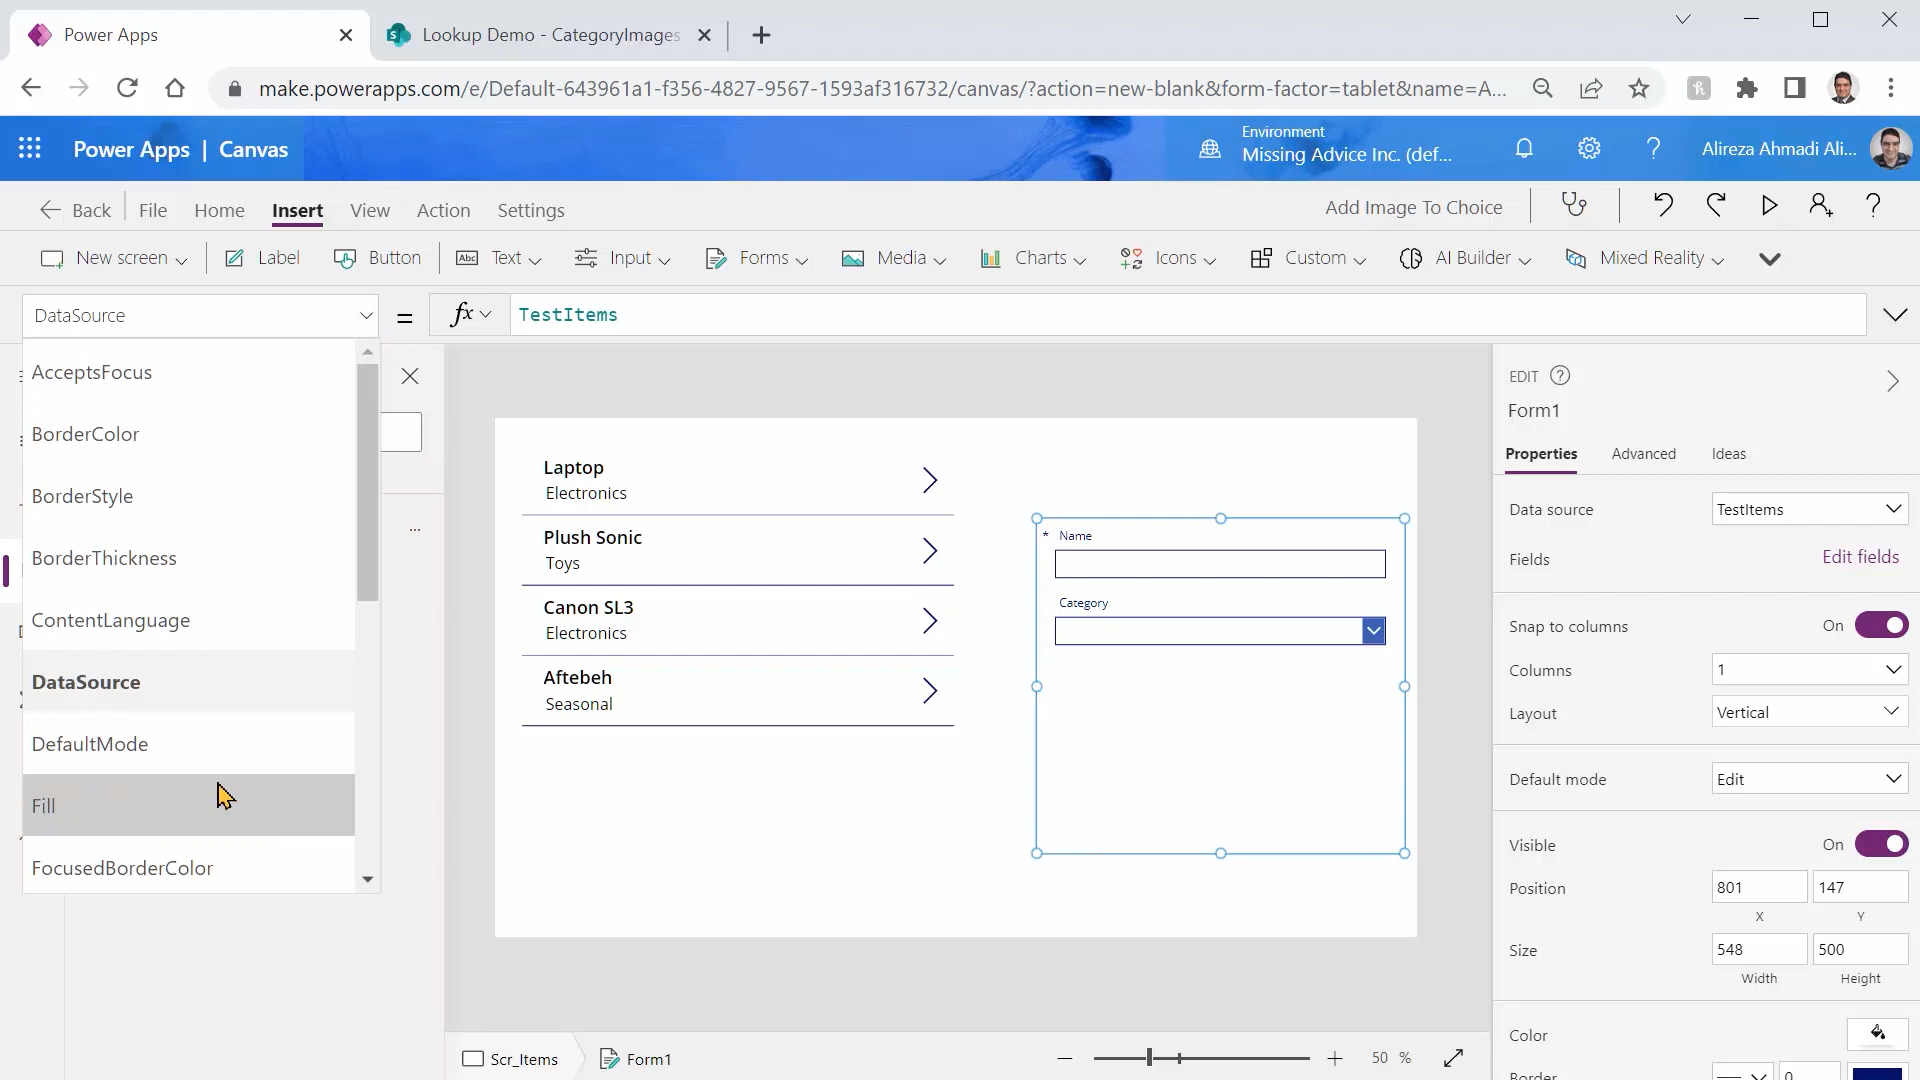 Power Apps
Lookup Demo - CategoryImages
make.powerapps.com/e/Default-643961a1-f356-4827-9567-1593af316732/canvas/?action=new-blank&form-factor=tablet&name=A...
Power Apps | Canvas
Environment
Missing Advice Inc. (def...
Alireza Ahmadi Ali...
Back
File
Home
Insert
View
Action
Settings
Add Image To Choice
New screen
Label
Button
Abc
Text
Input
Forms
Media
Charts
Icons
Custom
AI Builder
Mixed Reality
DataSource
=
fx
TestItems
AcceptsFocus
BorderColor
BorderStyle
BorderThickness
ContentLanguage
DataSource
DefaultMode
Fill
FocusedBorderColor
...
Laptop
Electronics
Plush Sonic
Toys
Canon SL3
Electronics
Aftebeh
Seasonal
* Name
Category
EDIT
Form1
Properties
Advanced
Ideas
Data source
TestItems
Fields
Edit fields
Snap to columns
On
Columns
1
Layout
Vertical
Default mode
Edit
Visible
On
Position
801
147
X
Y
Size
548
500
Width
Height
Color
Border
0
Scr_Items
Form1
50 %